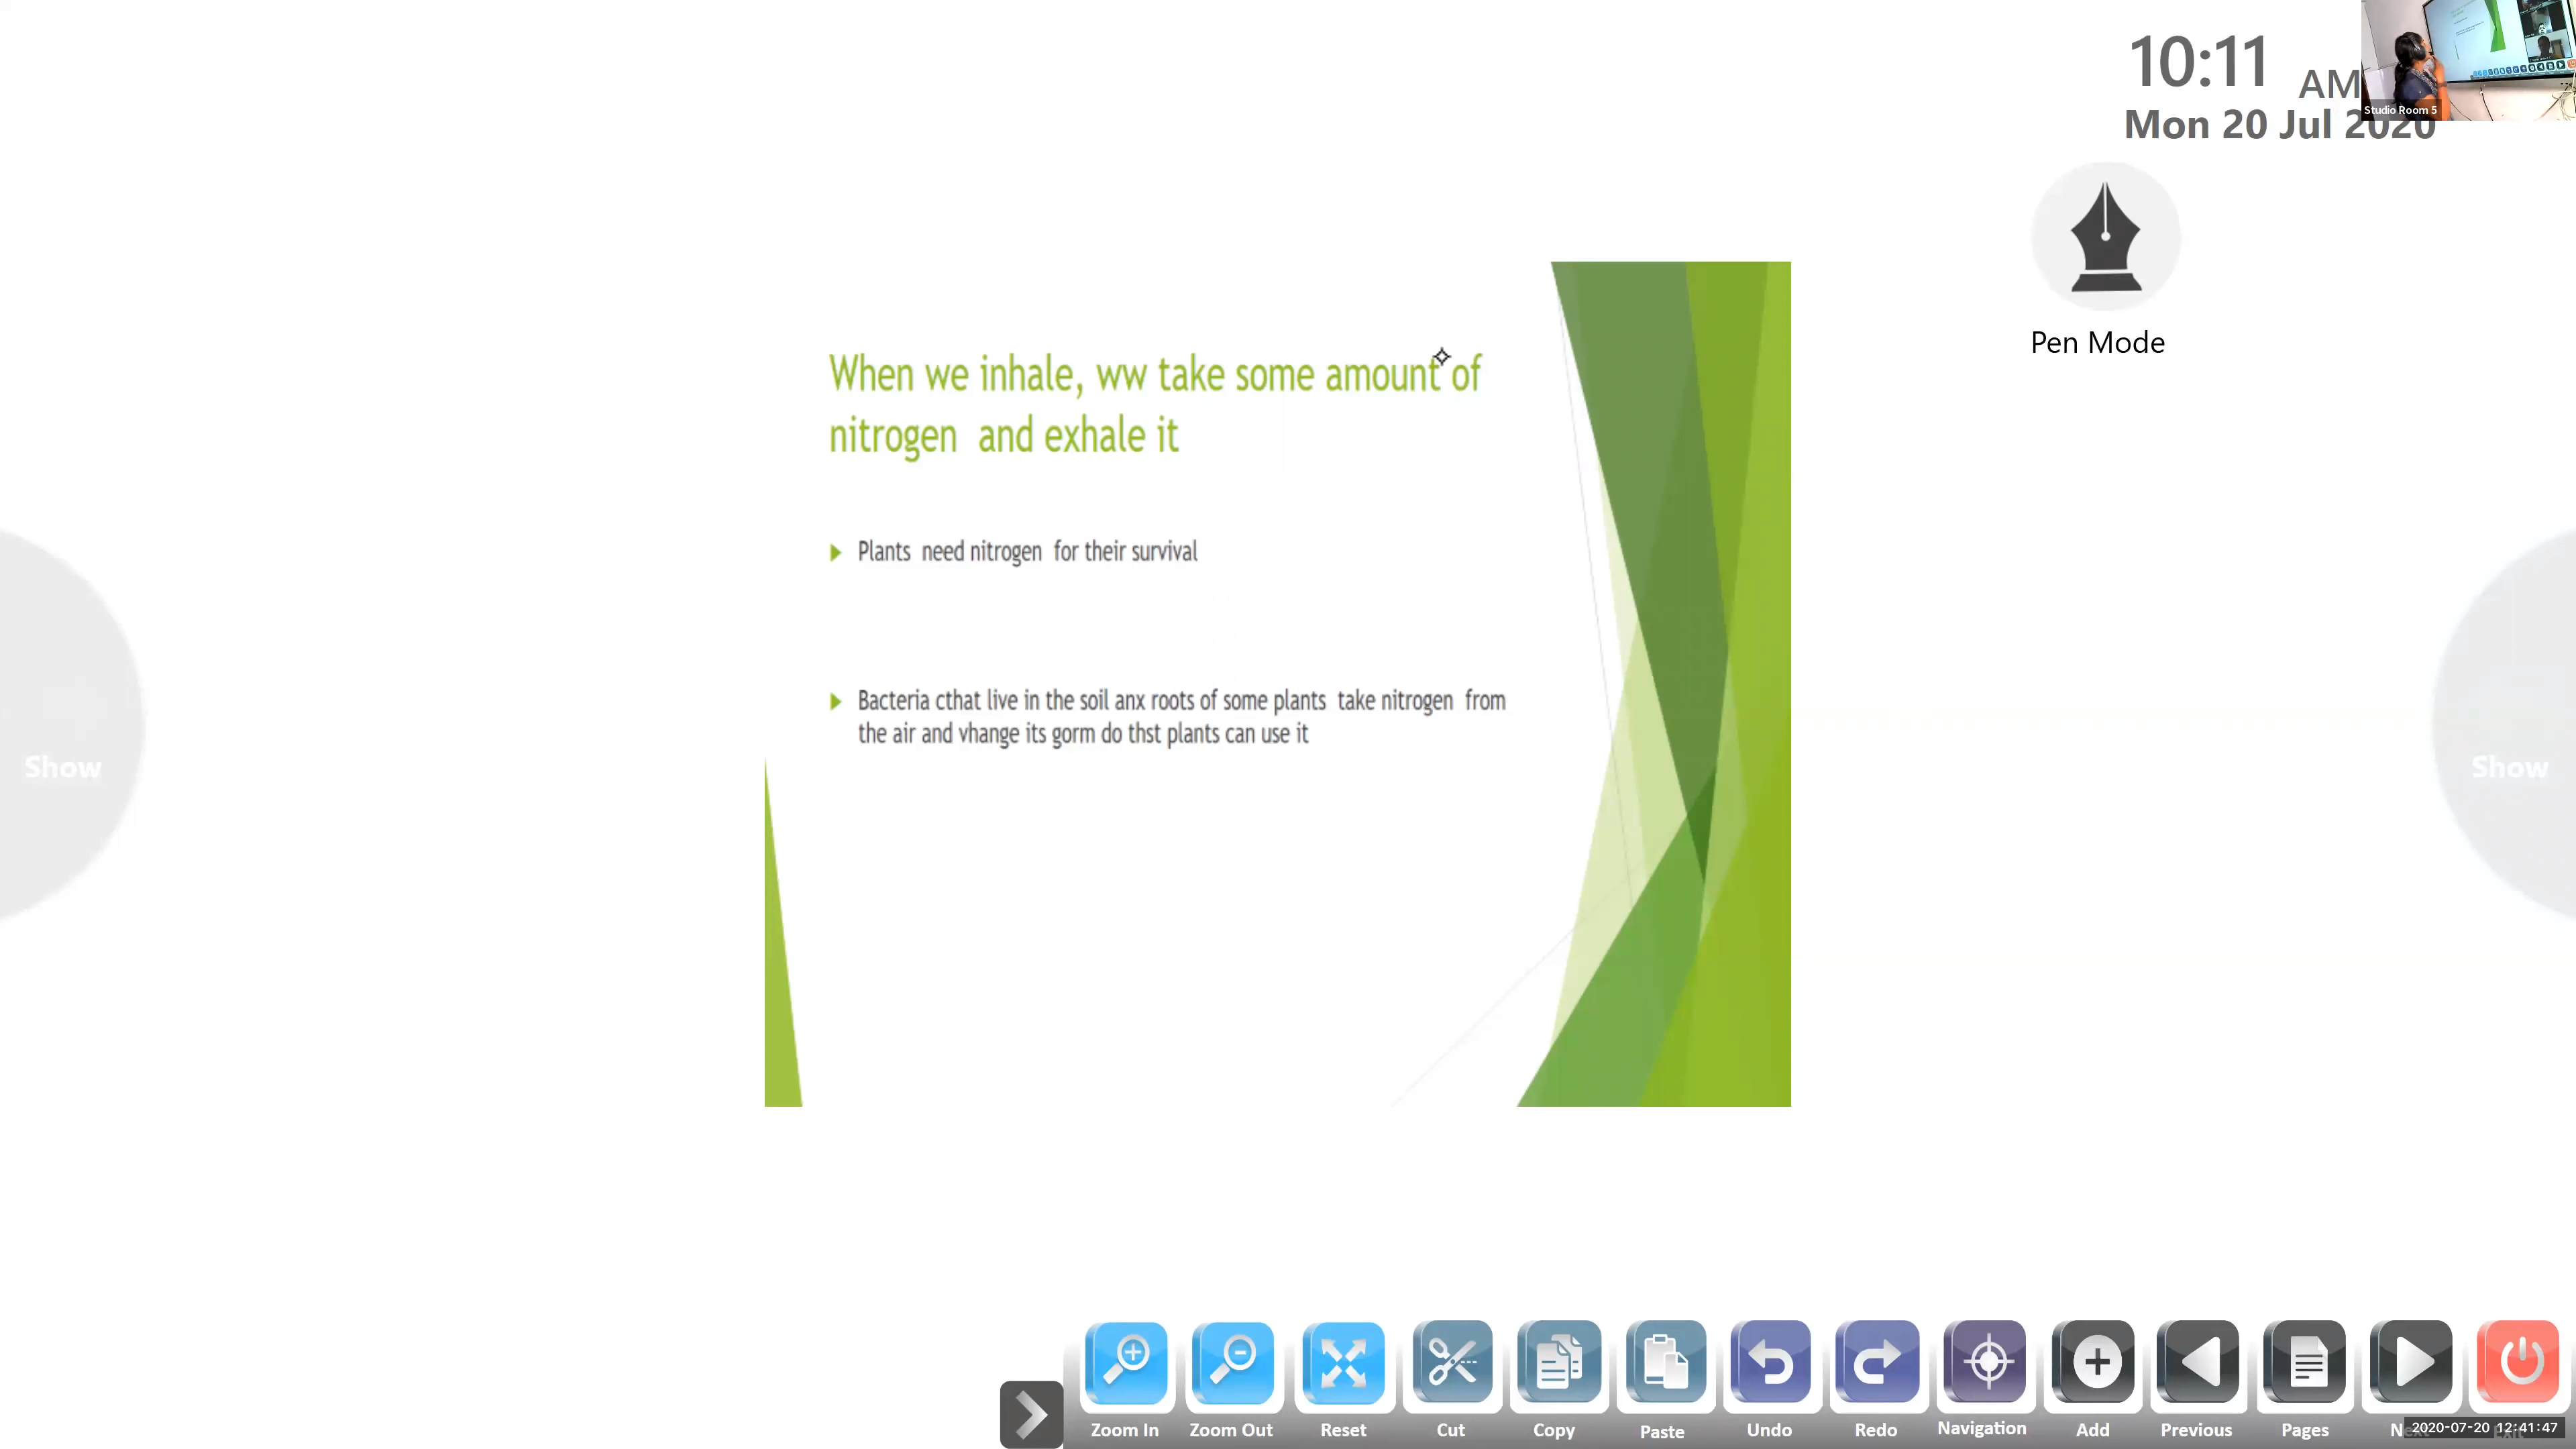 10:11 AM
Mon 20 Jul 2020
Studio Room 5
Pen Mode
When we inhale, ww take some amount of
nitrogen and exhale it
Plants need nitrogen for their survival
Bacteria cthat live in the soil anx roots of some plants take nitrogen from
the air and vhange its gorm do thst plants can use it
Show
Show
Zoom In Zoom Out Reset Cut Copy Paste Undo Redo Navigation Add Previous Pages
2020-07-20 12:41:47